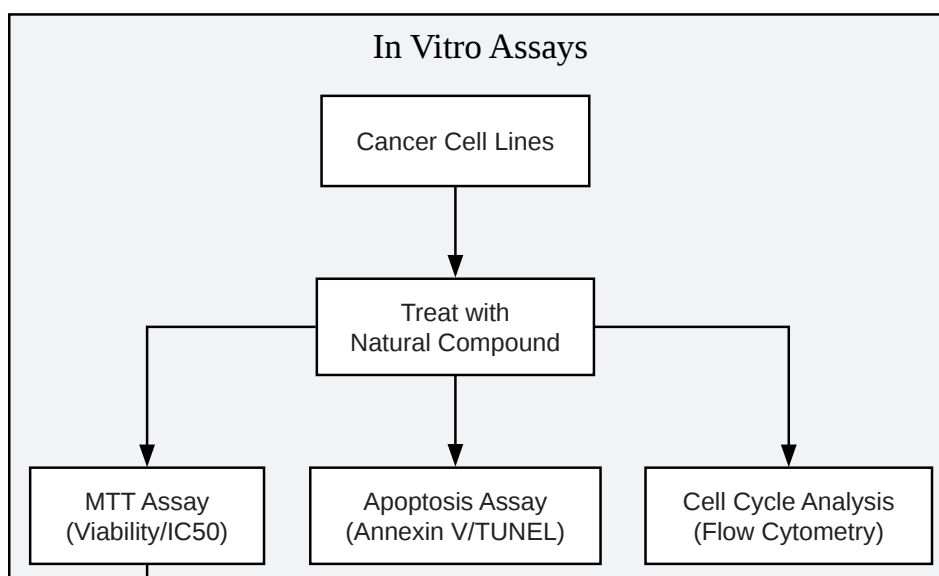 In Vitro Assays
Cancer Cell Lines
Treat with
Natural Compound
MTT Assay
(Viability/IC50)
Apoptosis Assay
(Annexin V/TUNEL)
Cell Cycle Analysis
(Flow Cytometry)